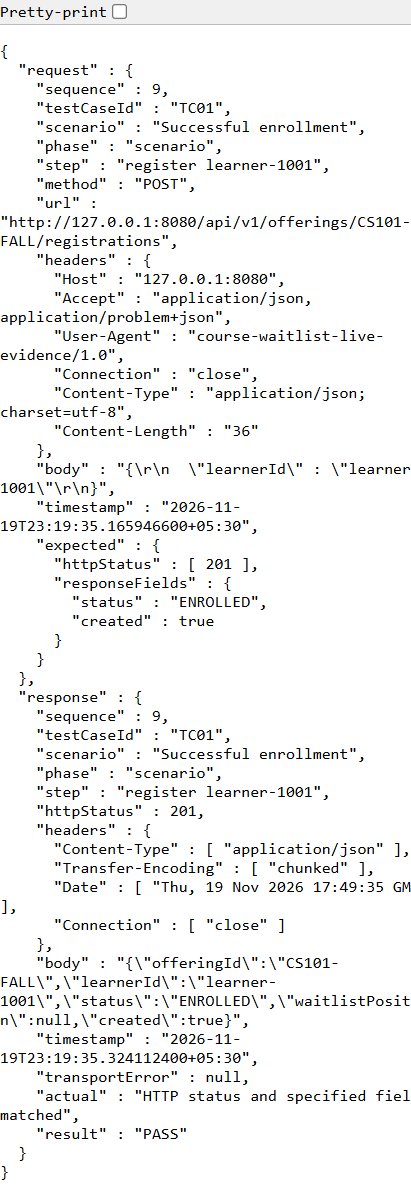 Pretty-print
{
  "request" : {
    "sequence" : 9,
    "testCaseId" : "TC01",
    "scenario" : "Successful enrollment",
    "phase" : "scenario",
    "step" : "register learner-1001",
    "method" : "POST",
    "url" :
"http://127.0.0.1:8080/api/v1/offerings/CS101-
FALL/registrations",
    "headers" : {
      "Host" : "127.0.0.1:8080",
      "Accept" : "application/json,
application/problem+json",
      "User-Agent" : "course-waitlist-live-
evidence/1.0",
      "Connection" : "close",
      "Content-Type" : "application/json;
charset=utf-8",
      "Content-Length" : "36"
    },
    "body" : "{\r\n  \"learnerId\" : \"learner
1001\"\r\n}",
    "timestamp" : "2026-11-
19T23:19:35.165946600+05:30",
    "expected" : {
      "httpStatus" : [ 201 ],
      "responseFields" : {
        "status" : "ENROLLED",
        "created" : true
      }
    }
  },
  "response" : {
    "sequence" : 9,
    "testCaseId" : "TC01",
    "scenario" : "Successful enrollment",
    "phase" : "scenario",
    "step" : "register learner-1001",
    "httpStatus" : 201,
    "headers" : {
      "Content-Type" : [ "application/json" ],
      "Transfer-Encoding" : [ "chunked" ],
      "Date" : [ "Thu, 19 Nov 2026 17:49:35 GM
],
      "Connection" : [ "close" ]
    },
    "body" : "{\"offeringId\":\"CS101-
FALL\",\"learnerId\":\"learner-
1001\",\"status\":\"ENROLLED\",\"waitlistPosit
n\":null,\"created\":true}",
    "timestamp" : "2026-11-
19T23:19:35.324112400+05:30",
    "transportError" : null,
    "actual" : "HTTP status and specified fiel
matched",
    "result" : "PASS"
  }
}